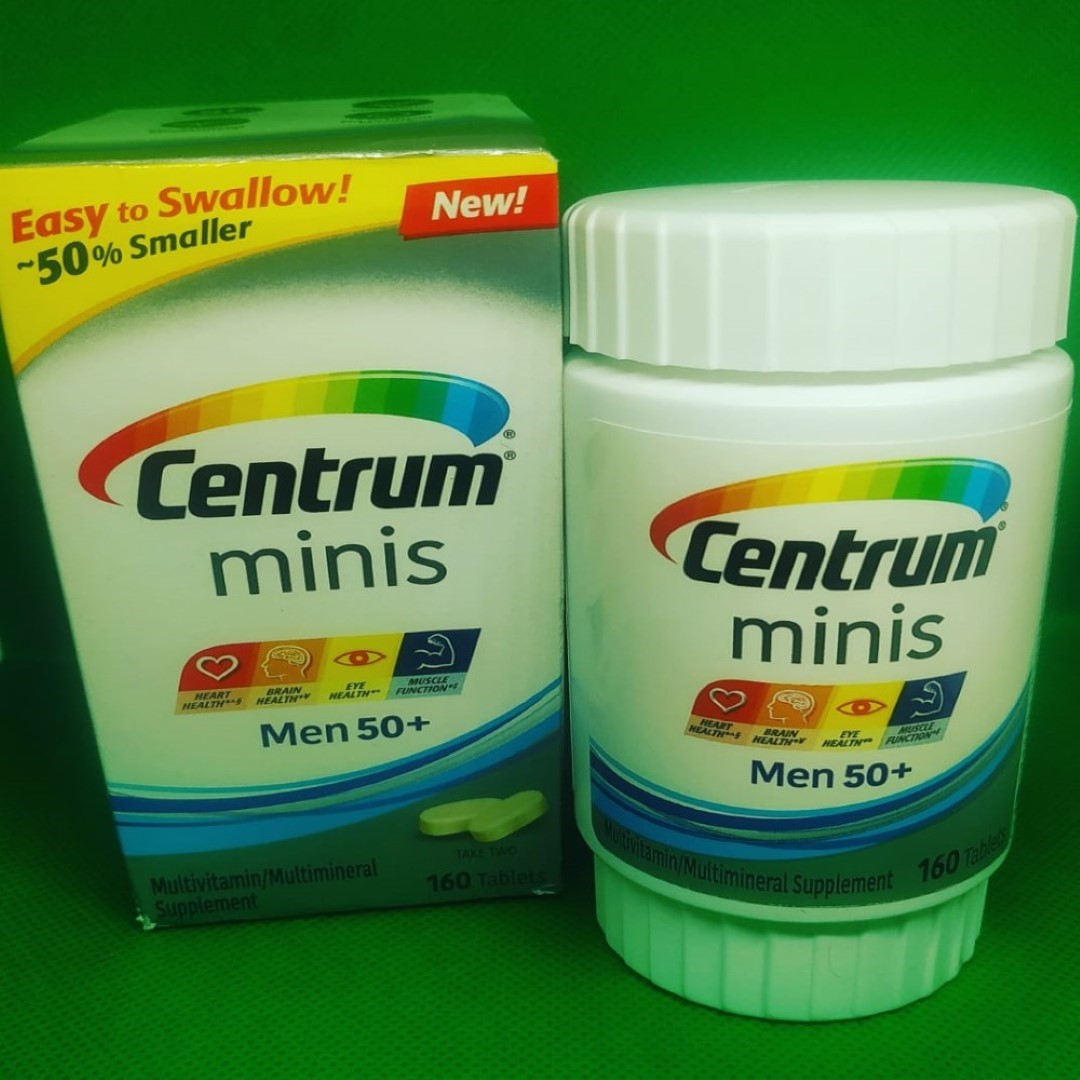 Easy to Swallow!
~50% Smaller
New!
Centrum®
®
minis
HEART
HEALTH*^§
BRAIN
HEALTH*¥
EYE
HEALTH**
MUSCLE
FUNCTION*‡
Men 50+
TAKE TWO
Multivitamin/Multimineral
Supplement
160 Tablets
Centrum®
®
minis
HEART
HEALTH*^§
BRAIN
HEALTH*¥
EYE
HEALTH**
MUSCLE
FUNCTION*‡
Men 50+
Multivitamin/Multimineral Supplement
160 Tablets